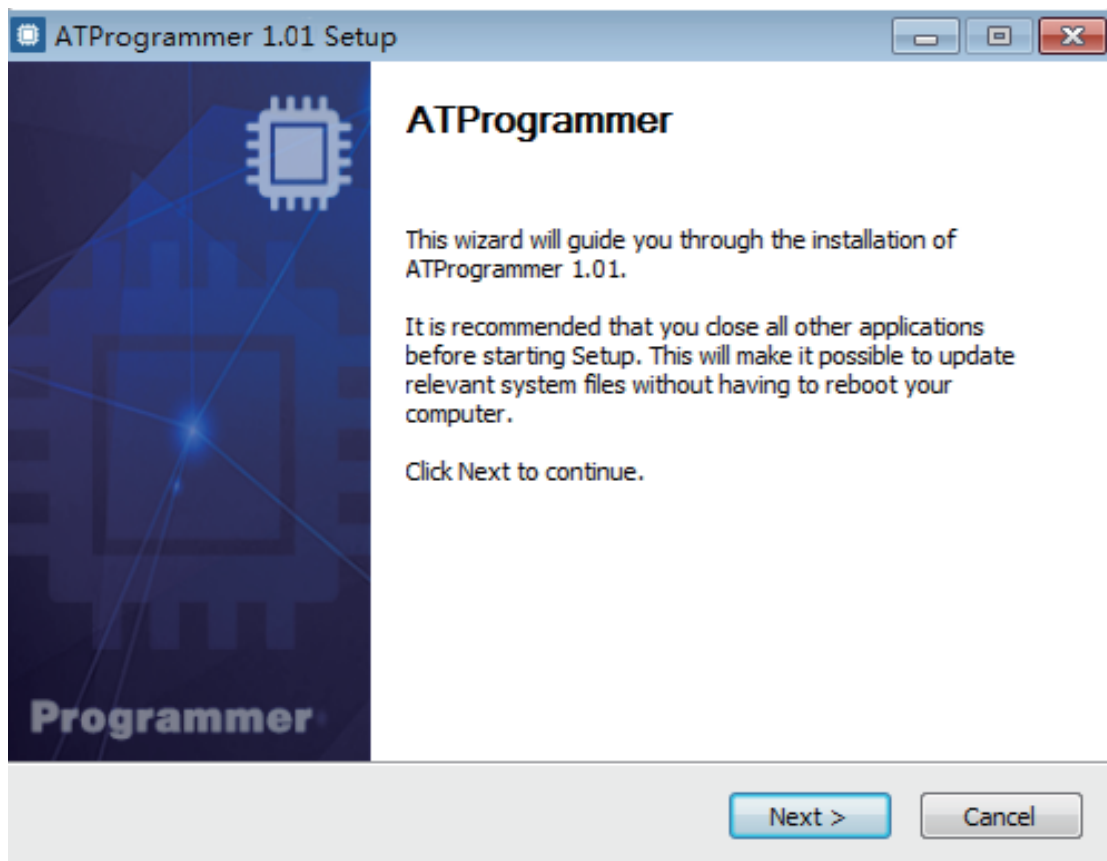 ATProgrammer 1.01 Setup
ATProgrammer
This wizard will guide you through the installation of
ATProgrammer 1.01.
It is recommended that you close all other applications
before starting Setup. This will make it possible to update
relevant system files without having to reboot your
computer.
Click Next to continue.
Programmer
Next >
Cancel